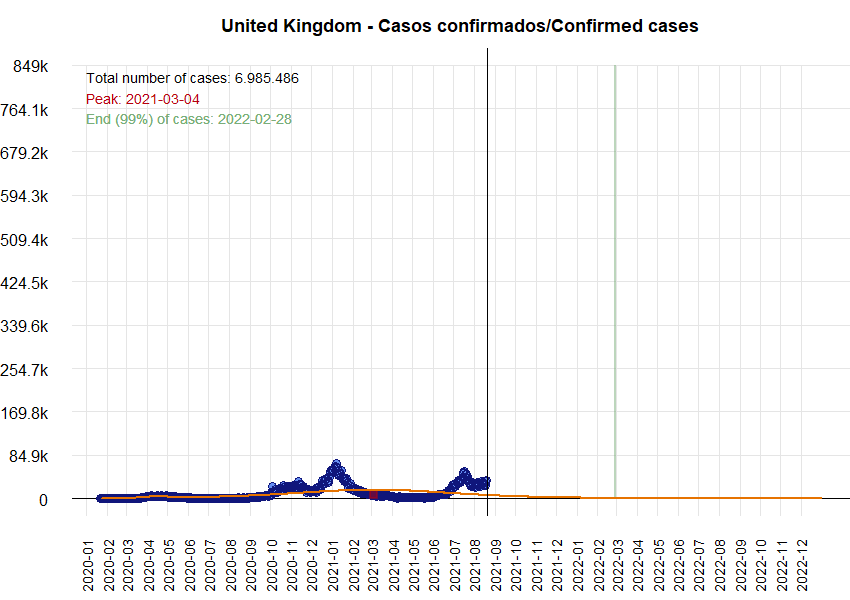 United Kingdom - Casos confirmados/Confirmed cases
849k
Total number of cases: 6.985.486
Peak: 2021-03-04
764.1k
End (99%) of cases: 2022-02-28
679.2k
594.3k
509.4k
424.5k
339.6k
254.7k
169.8k
84.9k
0
2020-01
2020-02
2020-03
2020-04
2020-05
2020-06
2020-07
2020-08
2020-09
2020-10
2020-11
2020-12
2021-01
2021-02
2021-03
2021-04
2021-05
2021-06
2021-07
2021-08
2021-09
2021-10
2021-11
2021-12
2022-01
2022-02
2022-03
2022-04
2022-05
2022-06
2022-07
2022-08
2022-09
2022-10
2022-11
2022-12